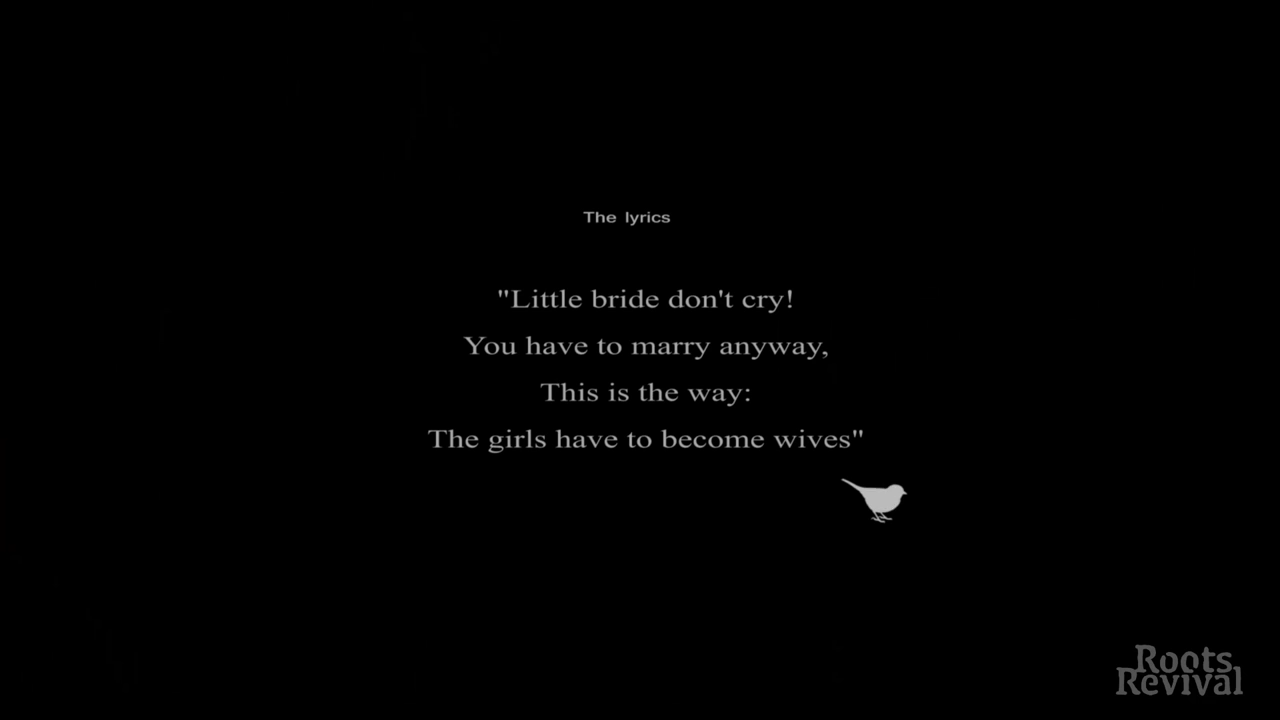 The lyrics
"Little bride don't cry!
You have to marry anyway,
This is the way:
The girls have to become wives"
Roots
Revival